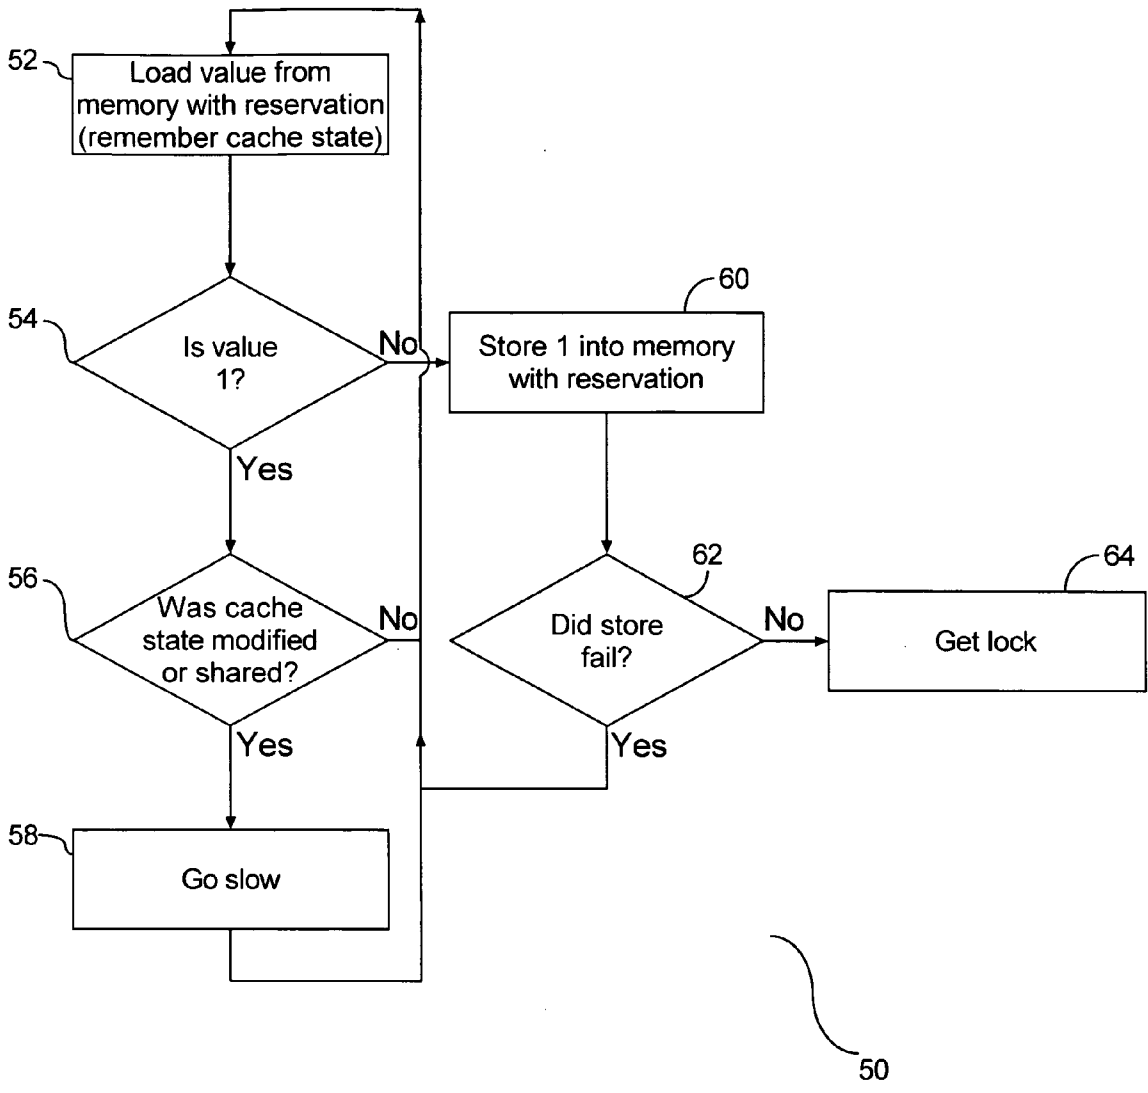 52
Load value from
memory with reservation
(remember cache state)
54
Is value
1?
No
Yes
60
Store 1 into memory
with reservation
56
Was cache
state modified
or shared?
No
Yes
62
Did store
fail?
No
Yes
64
Get lock
58
Go slow
50